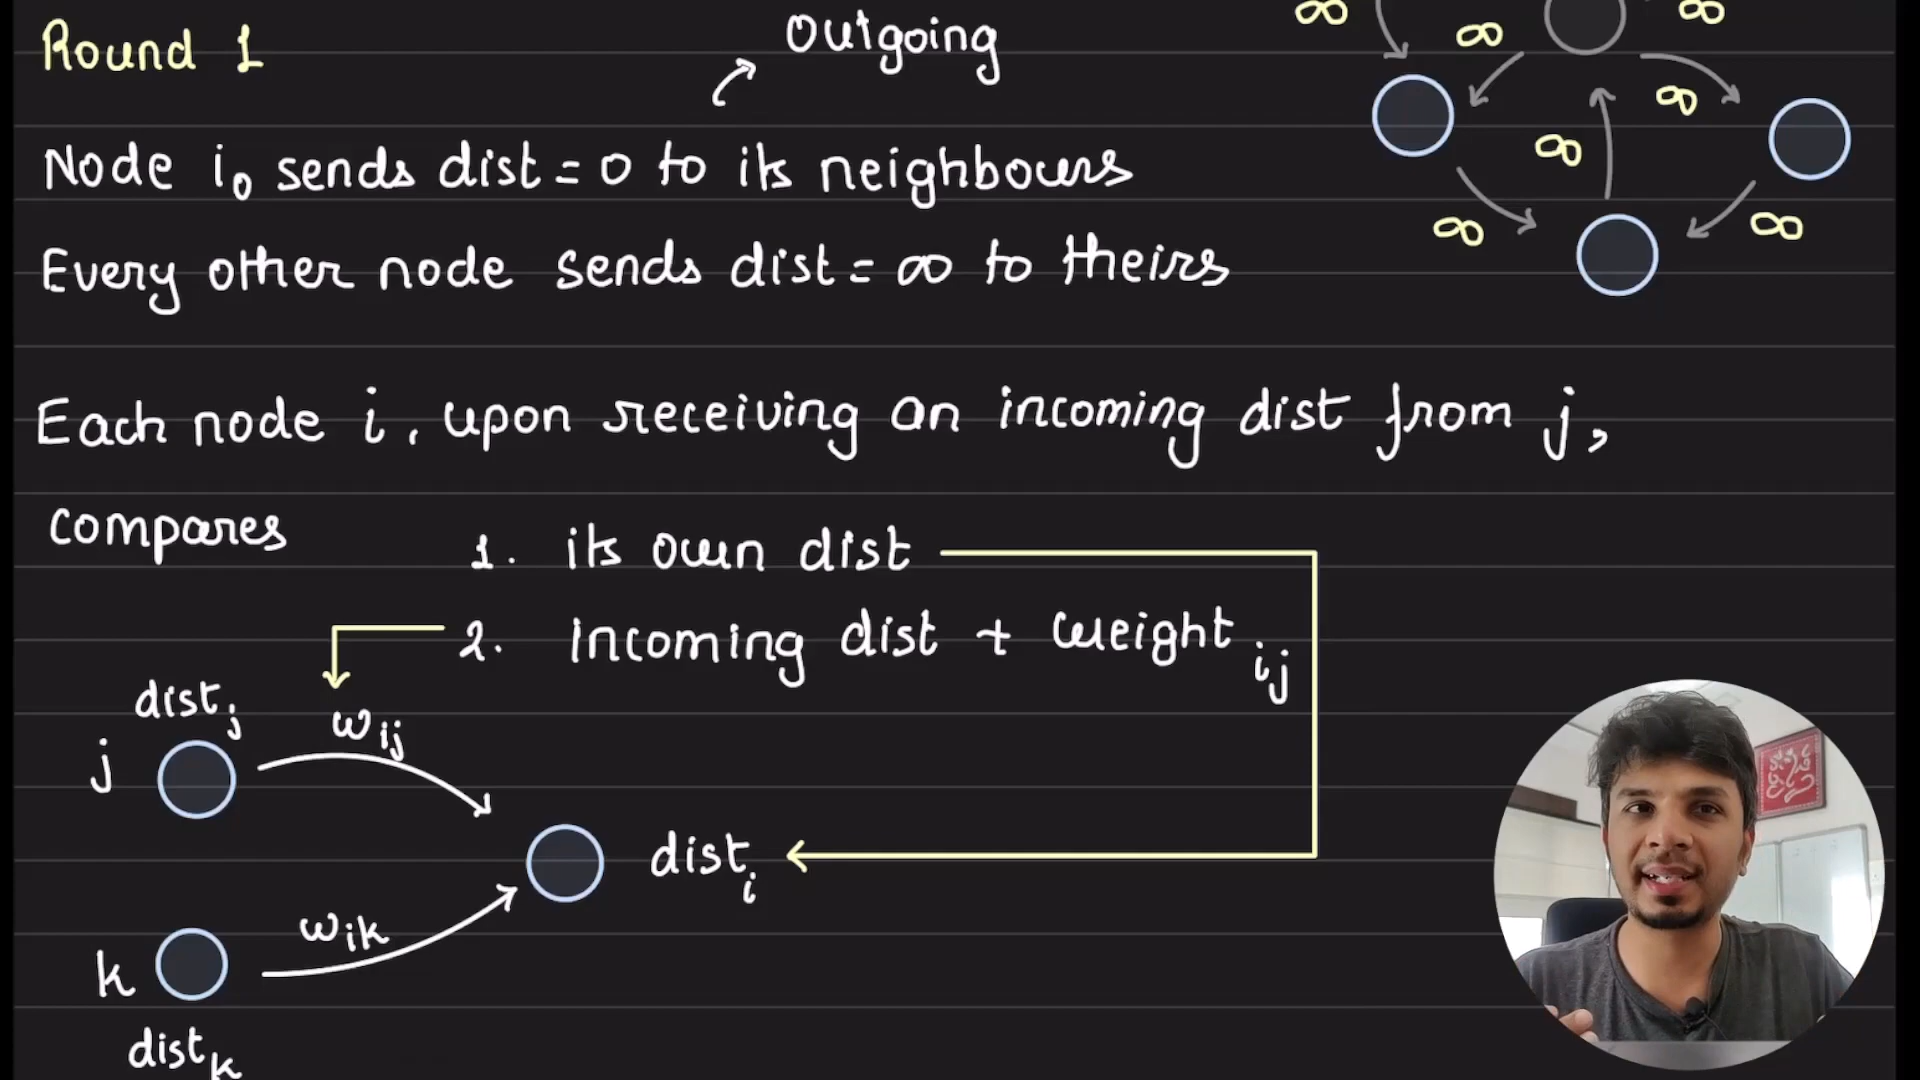 Outgoing
Round 1
Node i₀ sends dist = 0 to its neighbours
Every other node sends dist = ∞ to theirs
∞
∞
∞
∞
∞
∞
∞
Each node i, upon receiving an incoming dist from j,
compares
1. its own dist
2. Incoming dist + weight ij
dist j
w ij
j
dist i
w ik
k
dist k